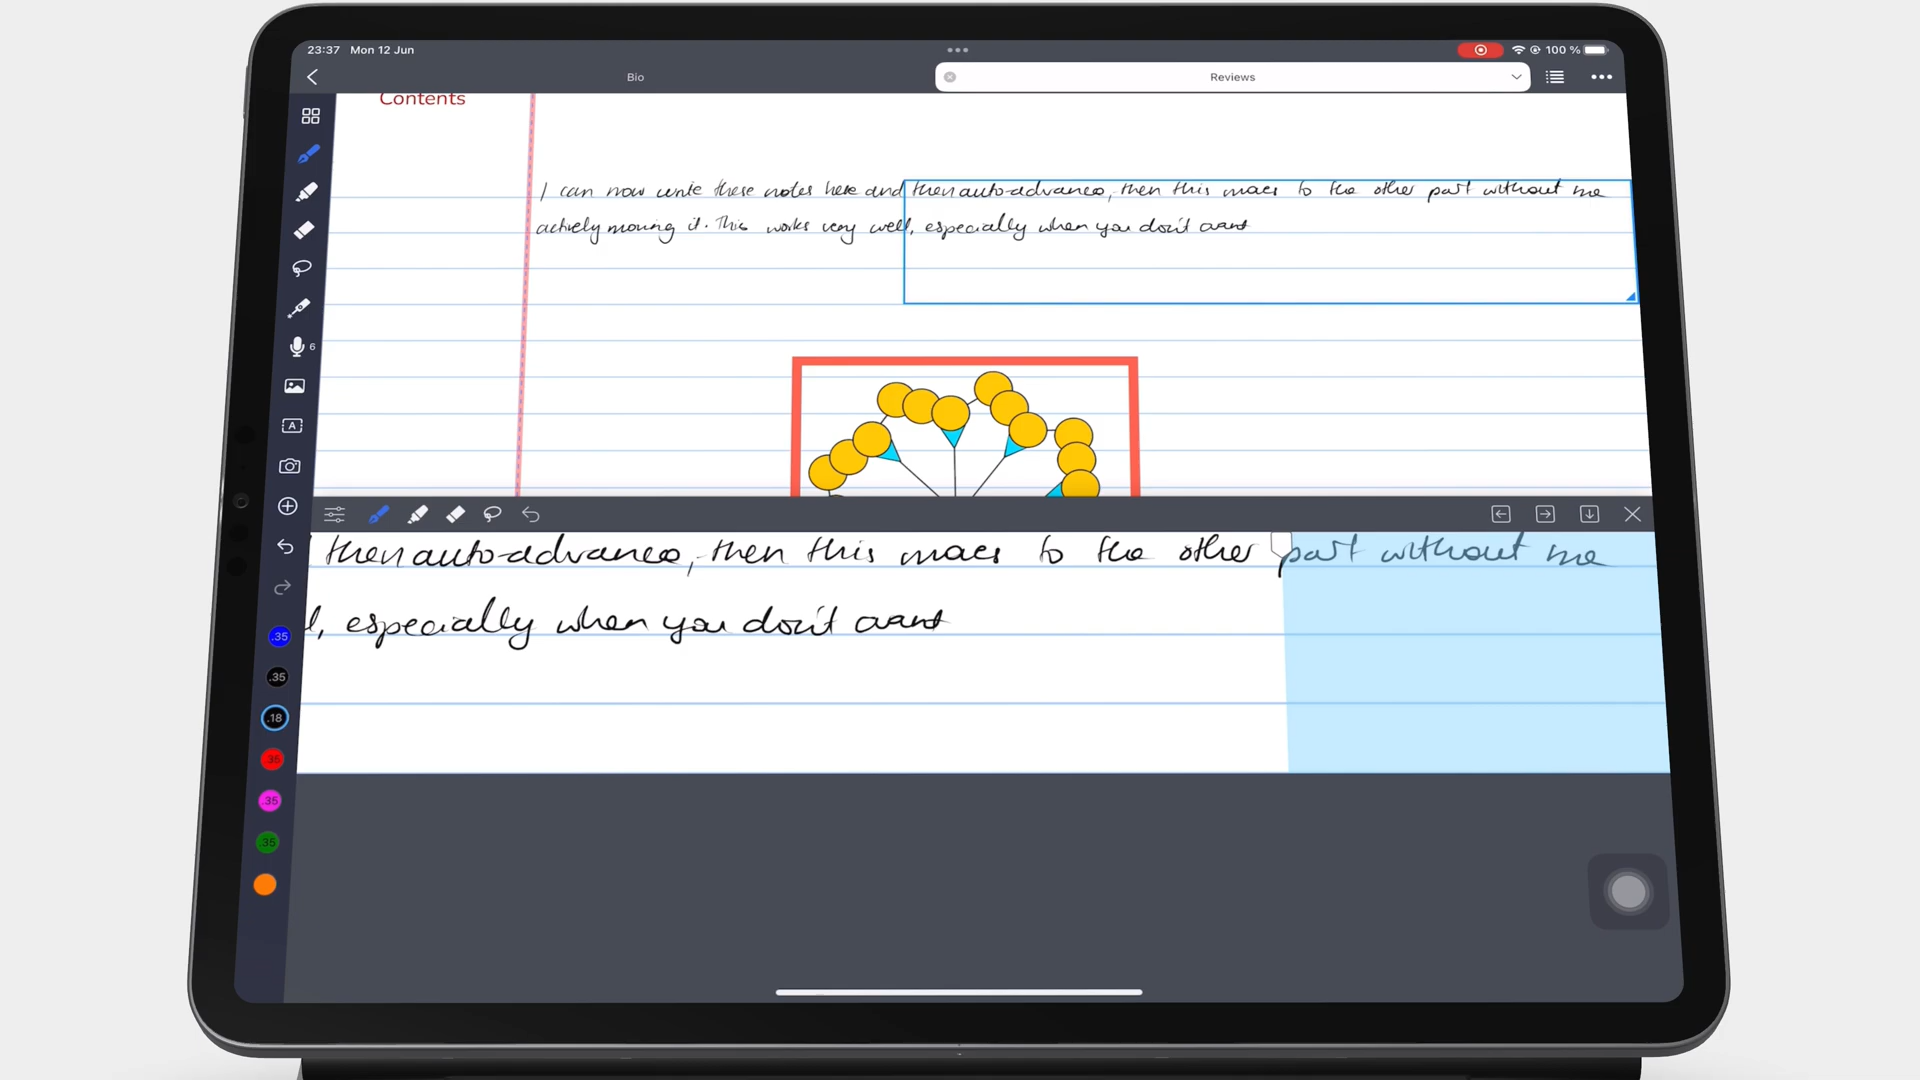 23:37 Mon 12 Jun
100 %
Bio
Reviews
Contents
I can now write these notes here and then auto-advance, then this moves to the other part without me
actively moving it. This works very well, especially when you don't want
6
A
then auto-advance, then this moves to the other part without me
l, especially when you don't want
.35
.35
.18
.35
.35
.35